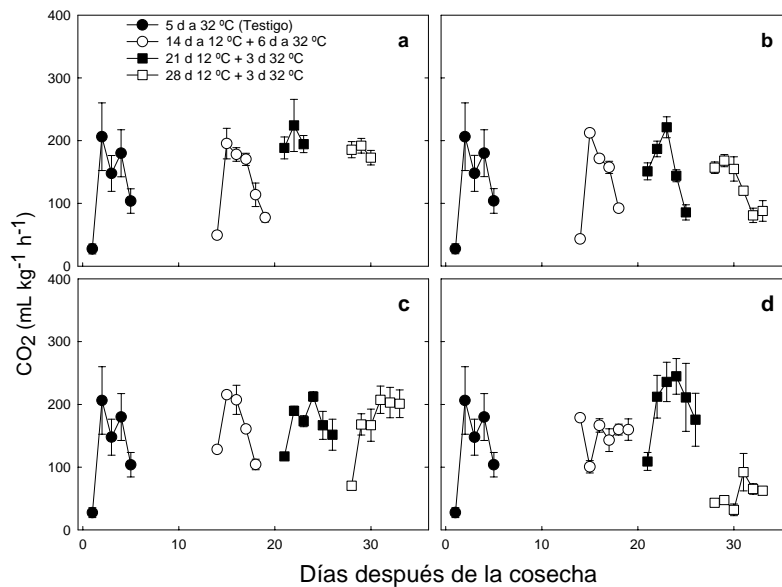 5 d a 32 ºC (Testigo)
14 d a 12 ºC + 6 d a 32 ºC
21 d 12 ºC + 3 d 32 ºC
28 d 12 ºC + 3 d 32 ºC
a
b
400
300
200
100
0
c
d
400
300
200
100
0
CO₂ (mL kg⁻¹ h⁻¹)
0 10 20 30 0 10 20 30
Días después de la cosecha